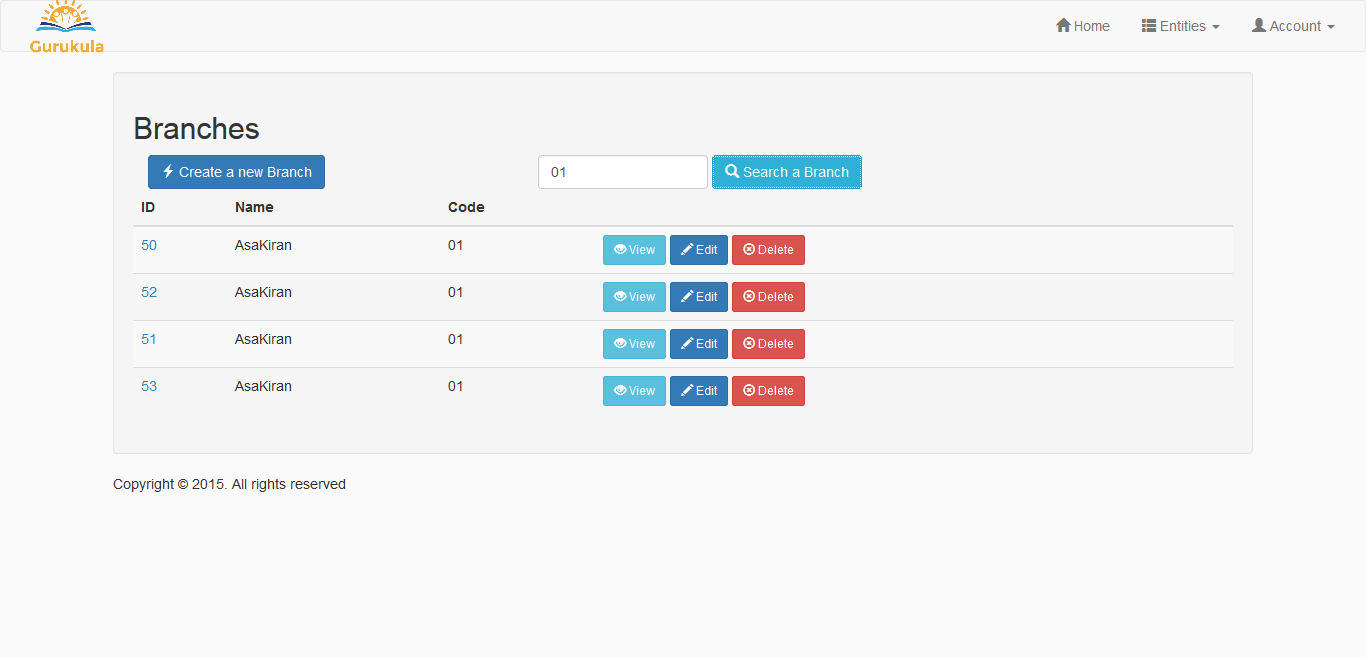 Gurukula
Home Entities Account
Branches
Create a new Branch 01 Search a Branch
ID Name Code
50 AsaKiran 01 View Edit Delete
52 AsaKiran 01 View Edit Delete
51 AsaKiran 01 View Edit Delete
53 AsaKiran 01 View Edit Delete
Copyright © 2015. All rights reserved